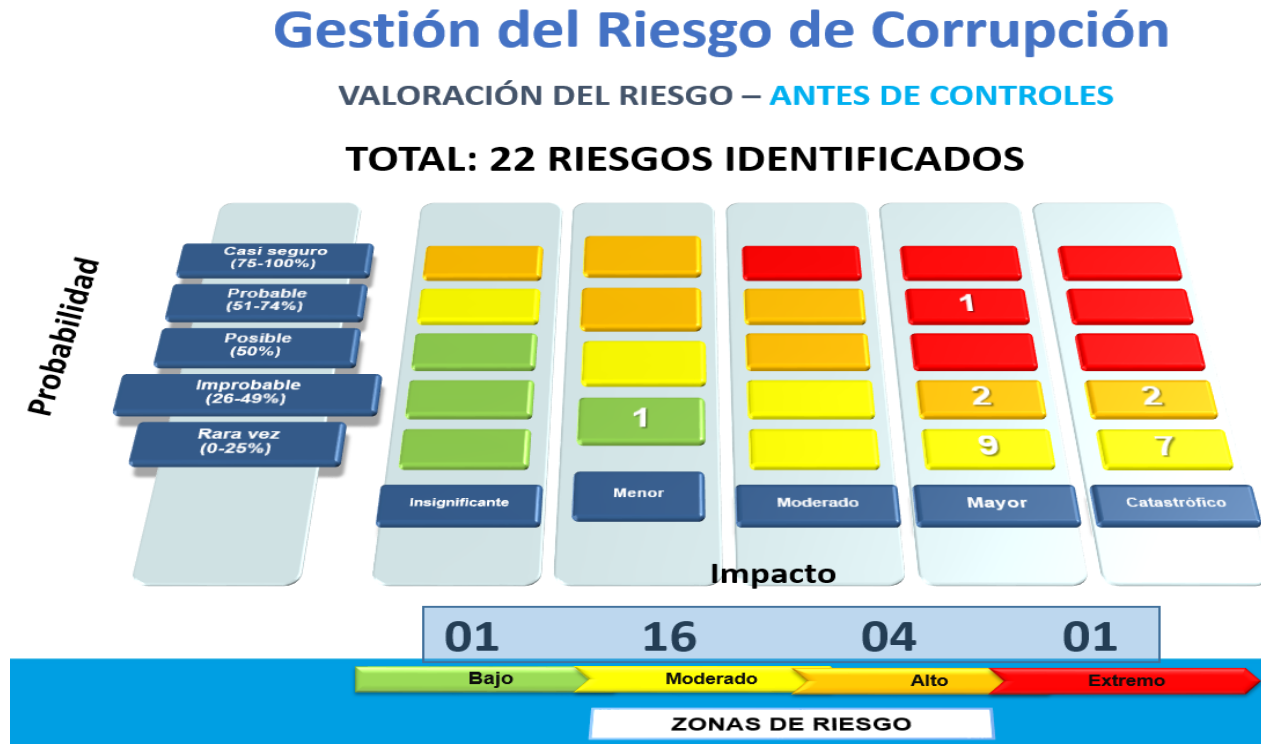 Gestión del Riesgo de Corrupción
VALORACIÓN DEL RIESGO – ANTES DE CONTROLES
TOTAL: 22 RIESGOS IDENTIFICADOS
Probabilidad
Casi seguro
(75-100%)
Probable
(51-74%)
1
Posible
(50%)
Improbable
(26-49%)
1
2
2
Rara vez
(0-25%)
9
7
Insignificante
Menor
Moderado
Mayor
Catastrófico
Impacto
01 16 04 01
Bajo Moderado Alto Extremo
ZONAS DE RIESGO